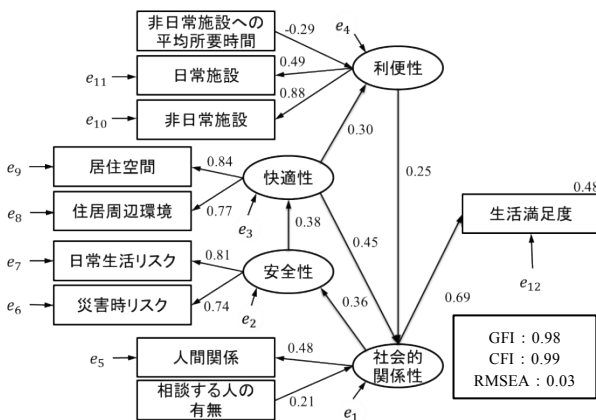 非日常施設への
平均所要時間
-0.29
e4
利便性
0.49
e11
日常施設
0.88
e10
非日常施設
0.30
e9
居住空間
0.84
快適性
0.25
e8
住居周辺環境
0.77
e3
0.48
生活満足度
0.38
0.45
e7
日常生活リスク
0.81
安全性
e12
e6
災害時リスク
0.74
e2
0.36
0.69
e5
人間関係
0.48
社会的
関係性
相談する人の
有無
0.21
e1
GFI : 0.98
CFI : 0.99
RMSEA : 0.03